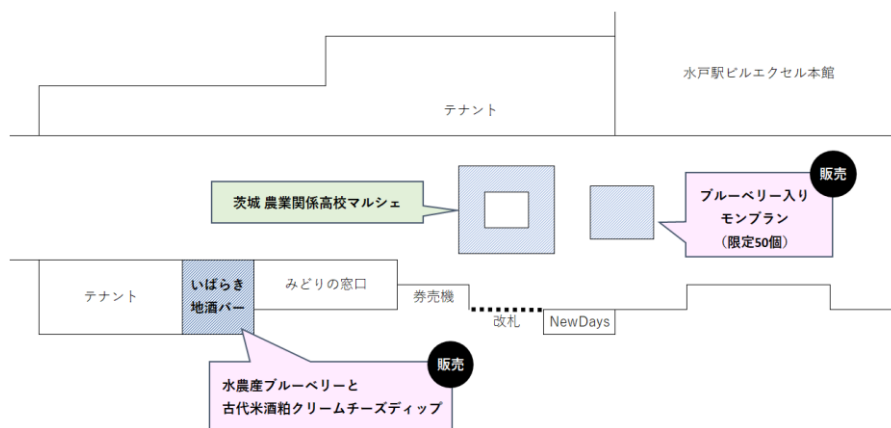 水戸駅ビルエクセル本館
テナント
販売
茨城 農業関係高校マルシェ
ブルーベリー入り
モンブラン
（限定50個）
テナント
いばらき
地酒バー
みどりの窓口
券売機
改札
NewDays
販売
水農産ブルーベリーと
古代米酒粕クリームチーズディップ